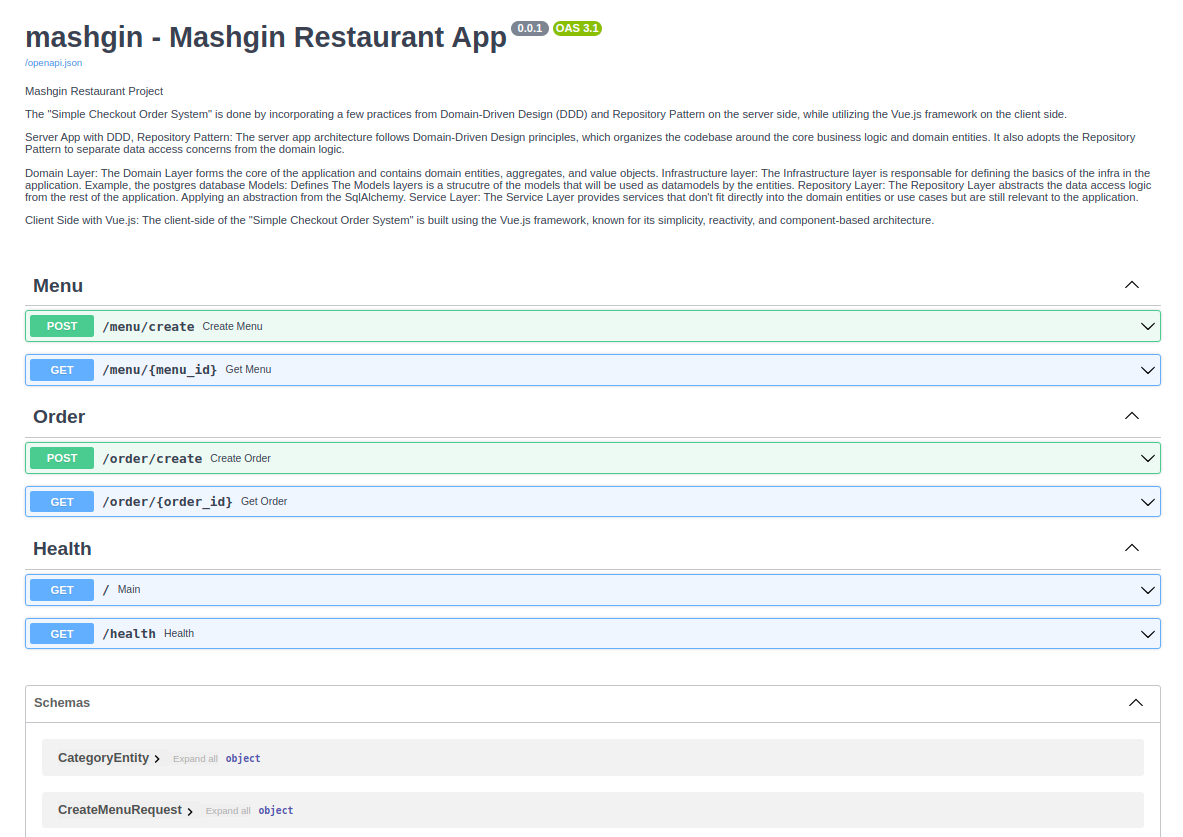 mashgin - Mashgin Restaurant App 0.0.1 OAS 3.1
/openapi.json
Mashgin Restaurant Project
The "Simple Checkout Order System" is done by incorporating a few practices from Domain-Driven Design (DDD) and Repository Pattern on the server side, while utilizing the Vue.js framework on the client side.
Server App with DDD, Repository Pattern: The server app architecture follows Domain-Driven Design principles, which organizes the codebase around the core business logic and domain entities. It also adopts the Repository
Pattern to separate data access concerns from the domain logic.
Domain Layer: The Domain Layer forms the core of the application and contains domain entities, aggregates, and value objects. Infrastructure layer: The Infrastructure layer is responsible for defining the basics of the infra in the
application. Example, the postgres database Models: Defines The Models layers is a strucutre of the models that will be used as datamodels by the entities. Repository Layer: The Repository Layer abstracts the data access logic
from the rest of the application. Applying an abstraction from the SqlAlchemy. Service Layer: The Service Layer provides services that don't fit directly into the domain entities or use cases but are still relevant to the application.
Client Side with Vue.js: The client-side of the "Simple Checkout Order System" is built using the Vue.js framework, known for its simplicity, reactivity, and component-based architecture.
Menu
POST /menu/create Create Menu
GET /menu/{menu_id} Get Menu
Order
POST /order/create Create Order
GET /order/{order_id} Get Order
Health
GET / Main
GET /health Health
Schemas
CategoryEntity Expand all object
CreateMenuRequest Expand all object